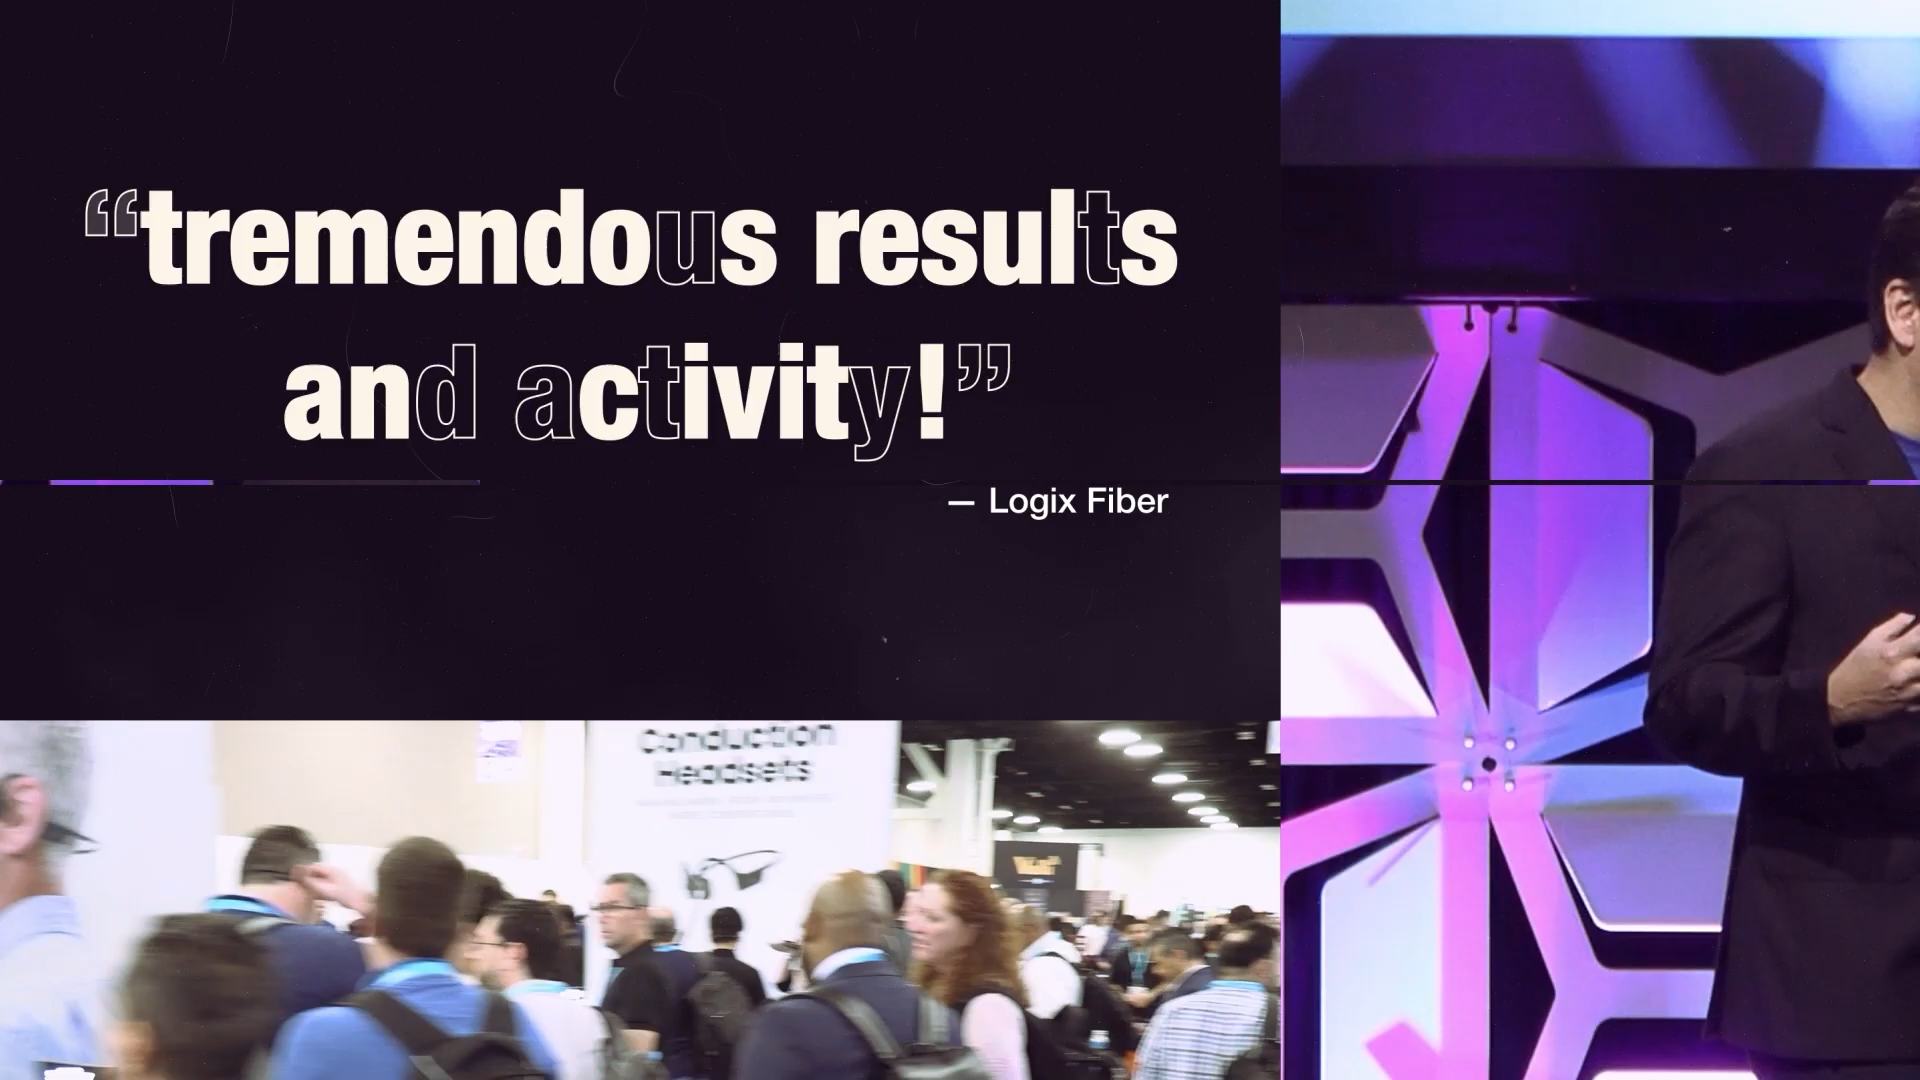 “tremendous results
and activity!”
— Logix Fiber
Conduction
Headsets